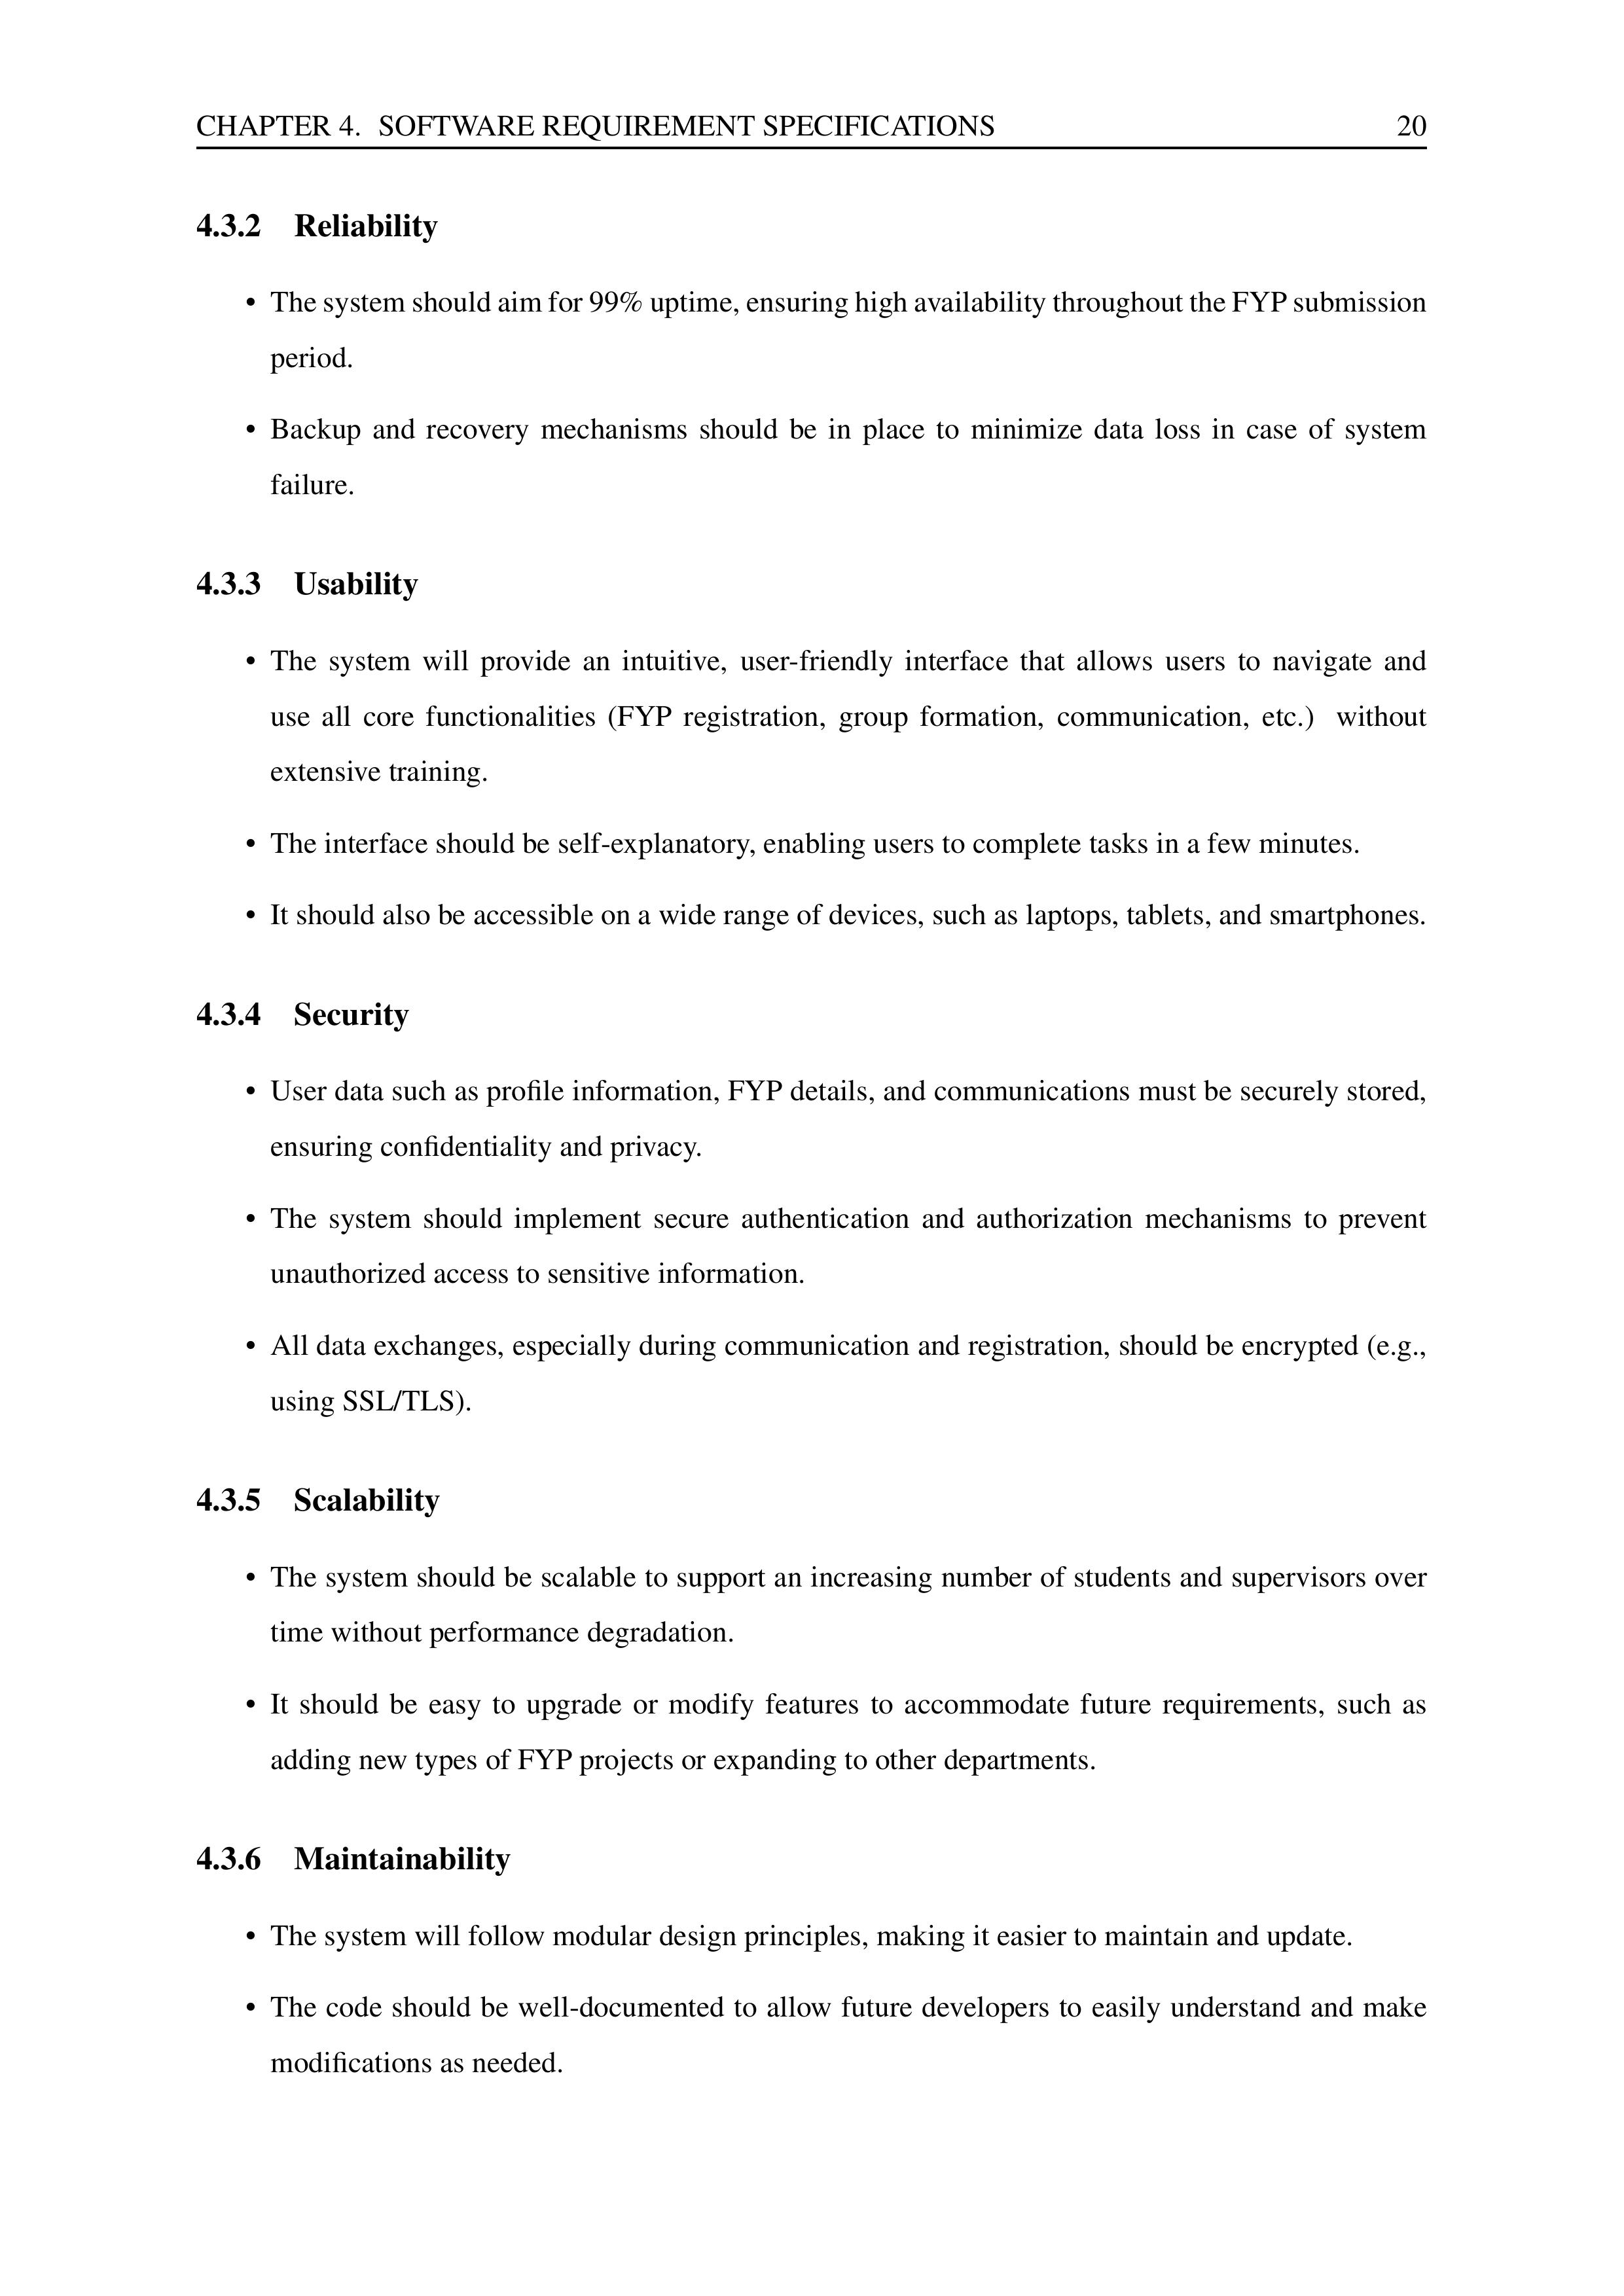 CHAPTER 4. SOFTWARE REQUIREMENT SPECIFICATIONS 20
4.3.2 Reliability
• The system should aim for 99% uptime, ensuring high availability throughout the FYP submission
period.
• Backup and recovery mechanisms should be in place to minimize data loss in case of system
failure.
4.3.3 Usability
• The system will provide an intuitive, user-friendly interface that allows users to navigate and
use all core functionalities (FYP registration, group formation, communication, etc.) without
extensive training.
• The interface should be self-explanatory, enabling users to complete tasks in a few minutes.
• It should also be accessible on a wide range of devices, such as laptops, tablets, and smartphones.
4.3.4 Security
• User data such as profile information, FYP details, and communications must be securely stored,
ensuring confidentiality and privacy.
• The system should implement secure authentication and authorization mechanisms to prevent
unauthorized access to sensitive information.
• All data exchanges, especially during communication and registration, should be encrypted (e.g.,
using SSL/TLS).
4.3.5 Scalability
• The system should be scalable to support an increasing number of students and supervisors over
time without performance degradation.
• It should be easy to upgrade or modify features to accommodate future requirements, such as
adding new types of FYP projects or expanding to other departments.
4.3.6 Maintainability
• The system will follow modular design principles, making it easier to maintain and update.
• The code should be well-documented to allow future developers to easily understand and make
modifications as needed.